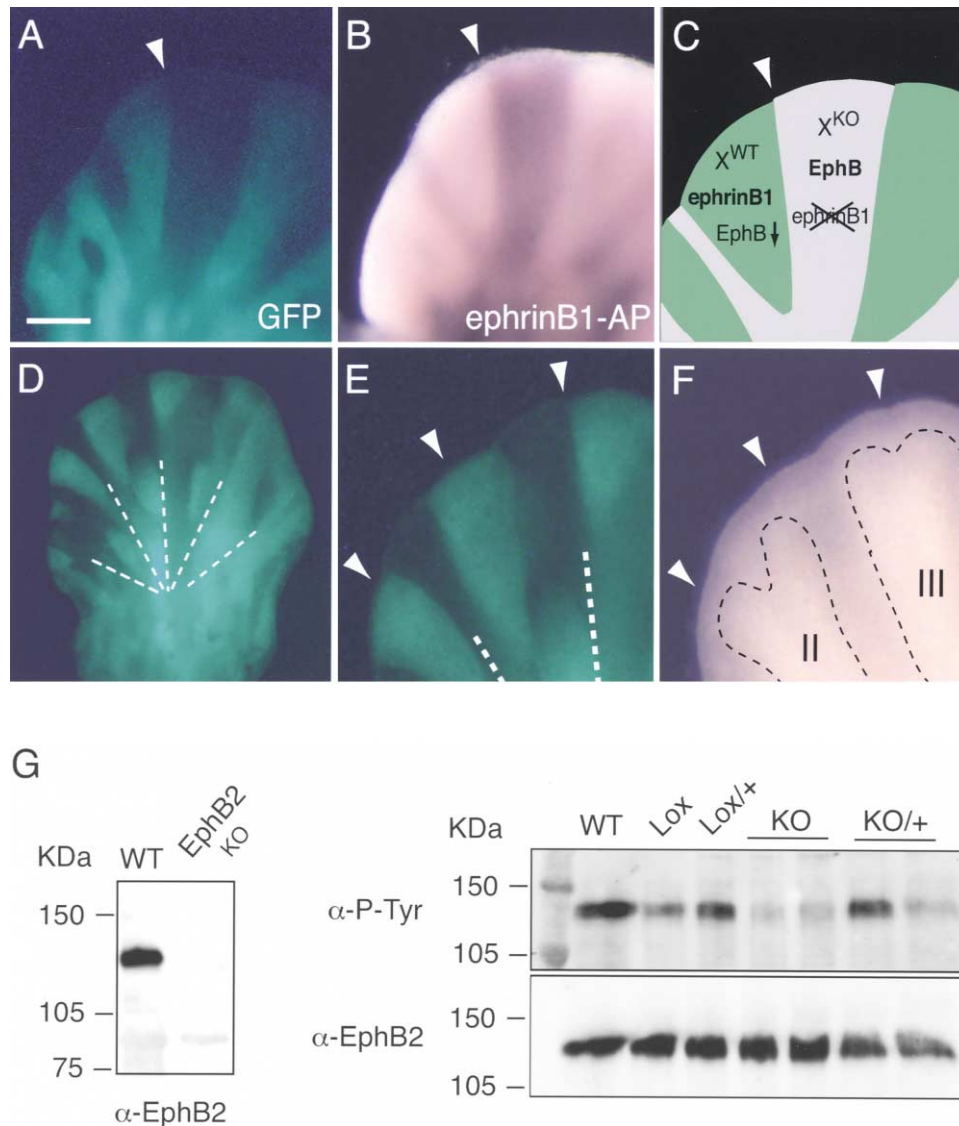 A
GFP
B
ephrinB1-AP
C
X^WT
ephrinB1
EphB↓
X^KO
EphB
ephrinB1
D
E
F
II
III
G
KDa
WT
EphB2
KO
150
105
75
α-EphB2
KDa
WT
Lox
Lox/+
KO
KO/+
α-P-Tyr
150
105
α-EphB2
150
105